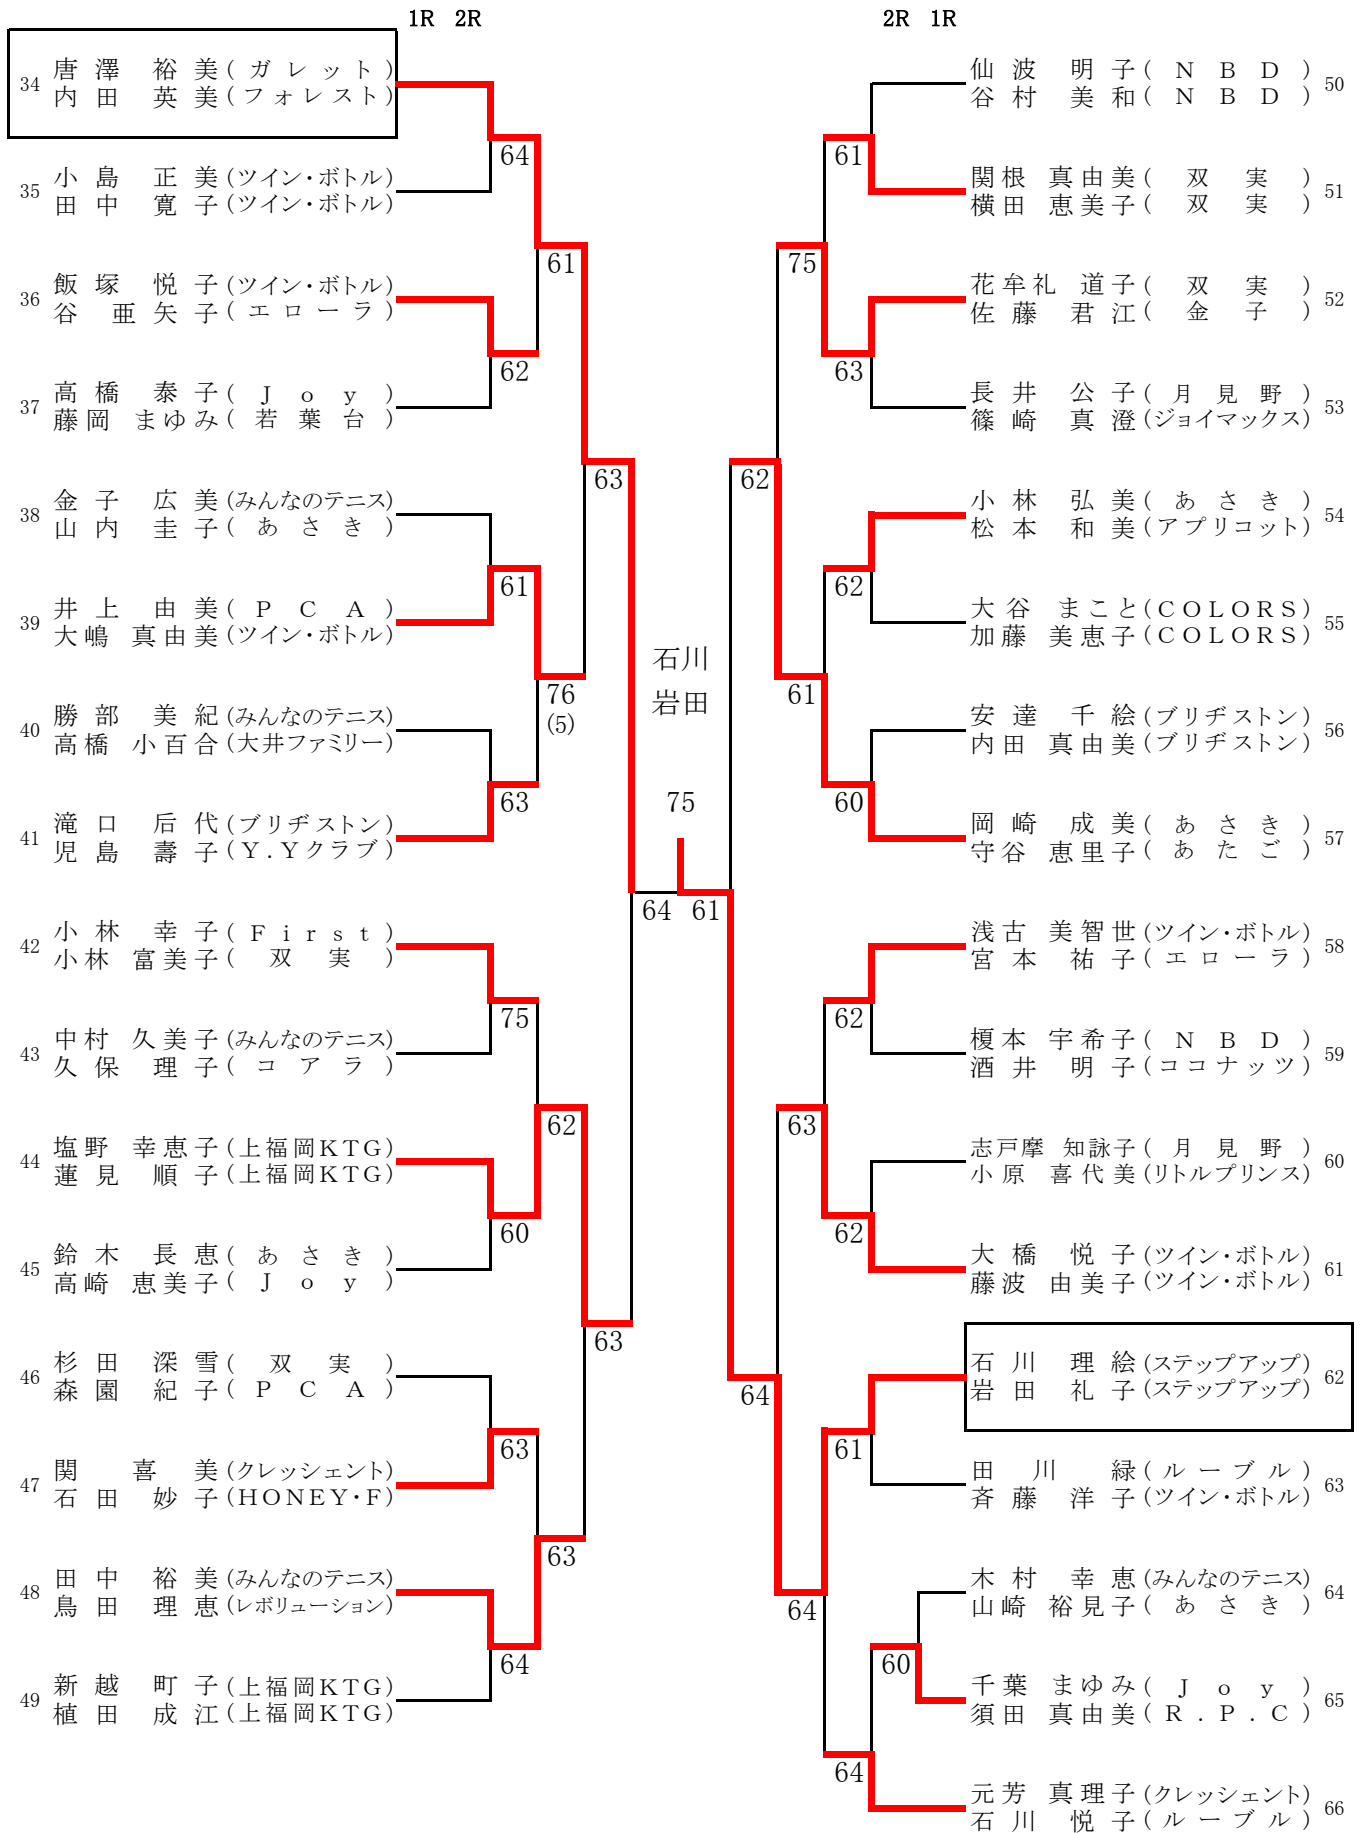 1R 2R
34 唐澤 裕美(ガレット)
内田 英美(フォレスト)
64
35 小島 正美(ツイン・ボトル)
田中 寛子(ツイン・ボトル)
61
36 飯塚 悦子(ツイン・ボトル)
谷 亜矢子(エローラ)
62
37 高橋 泰子(Joy)
藤岡 まゆみ(若葉台)
63
38 金子 広美(みんなのテニス)
山内 圭子(あさき)
61
39 井上 由美(PCA)
大嶋 真由美(ツイン・ボトル)
76
(5)
40 勝部 美紀(みんなのテニス)
高橋 小百合(大井ファミリー)
63
41 滝口 后代(ブリヂストン)
児島 壽子(Y.Yクラブ)
64
42 小林 幸子(First)
小林 富美子(双実)
75
43 中村 久美子(みんなのテニス)
久保 理子(コアラ)
62
44 塩野 幸恵子(上福岡KTG)
蓮見 順子(上福岡KTG)
60
45 鈴木 長恵(あさき)
高崎 恵美子(Joy)
63
46 杉田 深雪(双実)
森園 紀子(PCA)
63
47 関 喜美(クレッシェント)
石田 妙子(HONEY・F)
63
48 田中 裕美(みんなのテニス)
鳥田 理恵(レボリューション)
64
49 新越 町子(上福岡KTG)
植田 成江(上福岡KTG)
石川
岩田
75
2R 1R
仙波 明子(NBD) 50
谷村 美和(NBD)
61
関根 真由美(双実) 51
横田 恵美子(双実)
75
花牟礼 道子(双実) 52
佐藤 君江(金子)
63
長井 公子(月見野) 53
篠崎 真澄(ジョイマックス)
62
小林 弘美(あさき) 54
松本 和美(アプリコット)
62
大谷 まこと(COLORS) 55
加藤 美恵子(COLORS)
61
安達 千絵(ブリヂストン) 56
内田 真由美(ブリヂストン)
60
岡崎 成美(あさき) 57
守谷 恵里子(あたご)
61
浅古 美智世(ツイン・ボトル) 58
宮本 祐子(エローラ)
62
榎本 宇希子(NBD) 59
酒井 明子(ココナッツ)
63
志戸摩 知詠子(月見野) 60
小原 喜代美(リトルプリンス)
62
大橋 悦子(ツイン・ボトル) 61
藤波 由美子(ツイン・ボトル)
64
石川 理絵(ステップアップ) 62
岩田 礼子(ステップアップ)
61
田川 緑(ルーブル) 63
斉藤 洋子(ツイン・ボトル)
64
木村 幸恵(みんなのテニス) 64
山崎 裕見子(あさき)
60
千葉 まゆみ(Joy) 65
須田 真由美(R.P.C)
64
元芳 真理子(クレッシェント) 66
石川 悦子(ルーブル)